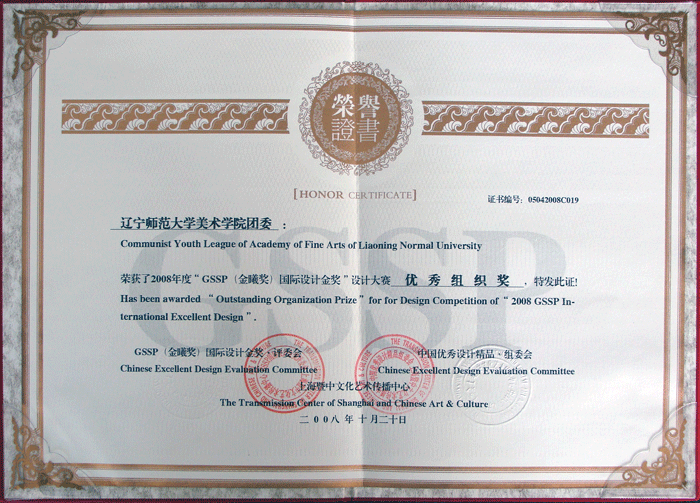 榮譽
證書
[HONOR CERTIFICATE]
证书编号：05042008C019
辽宁师范大学美术学院团委：
Communist Youth League of Academy of Fine Arts of Liaoning Normal University
GSSP
荣获了2008年度“GSSP（金曦奖）国际设计金奖”设计大赛 优秀组织奖，特发此证!
Has been awarded “Outstanding Organization Prize” for for Design Competition of “2008 GSSP In-
ternational Excellent Design”.
GSSP（金曦奖）国际设计金奖·评委会
中国优秀设计精品·组委会
Chinese Excellent Design Evaluation Committee
Chinese Excellent Design Evaluation Committee
上海暨中文化艺术传播中心
The Transmission Center of Shanghai and Chinese Art & Culture
二00八年十月二十日